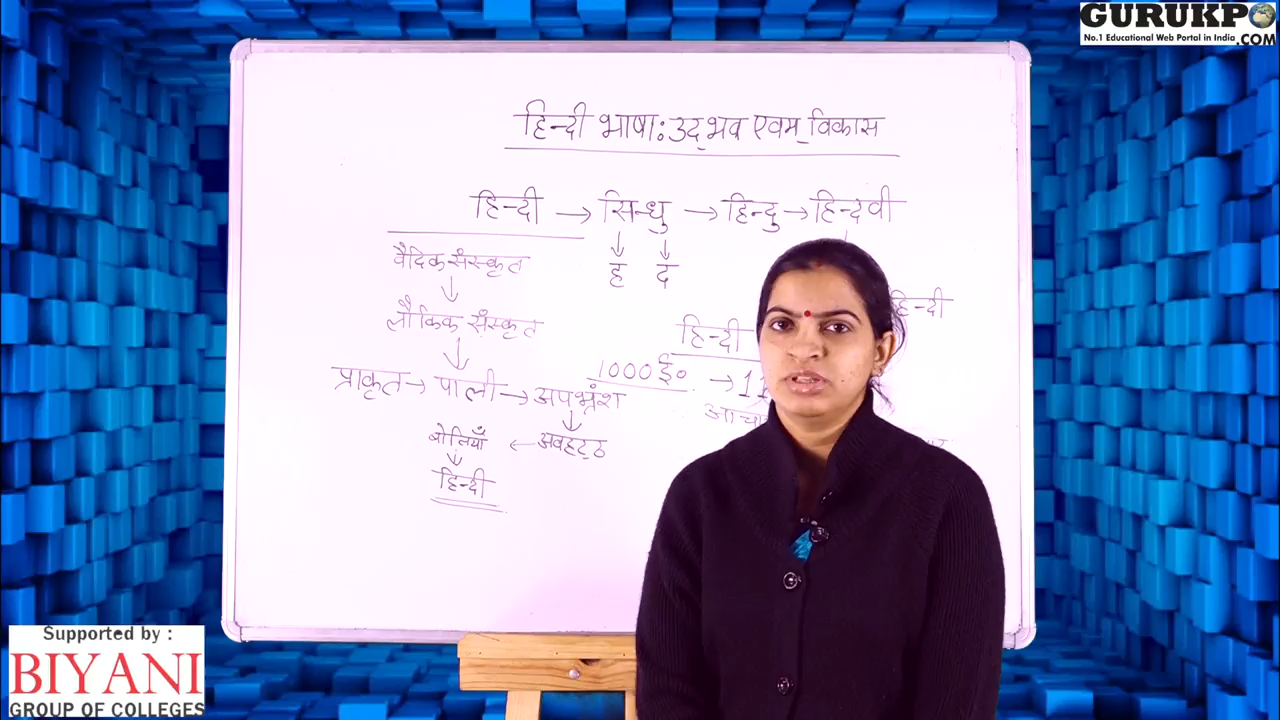 GURUKPO
No.1 Educational Web Portal in India .COM
हिन्दी भाषा: उद्भव एवम् विकास
हिन्दी → सिन्धु → हिन्दु → हिन्दवी
↓ ↓
ह द
वैदिक संस्कृत
↓
लौकिक संस्कृत
↓
प्राकृत → पाली → अपभ्रंश
↓
बोलियाँ ← अवहट्ठ
↓
हिन्दी
हिन्दी
हिन्दी
1000 ई० →
Supported by :
BIYANI
GROUP OF COLLEGES